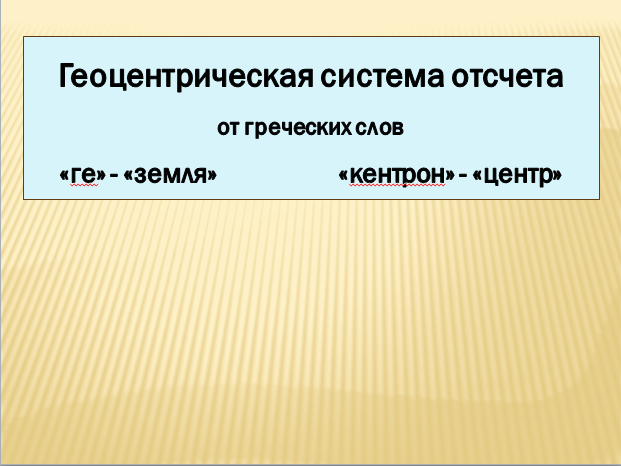 Геоцентрическая система отсчета
от греческих слов
«ге» - «земля» «кентрон» - «центр»